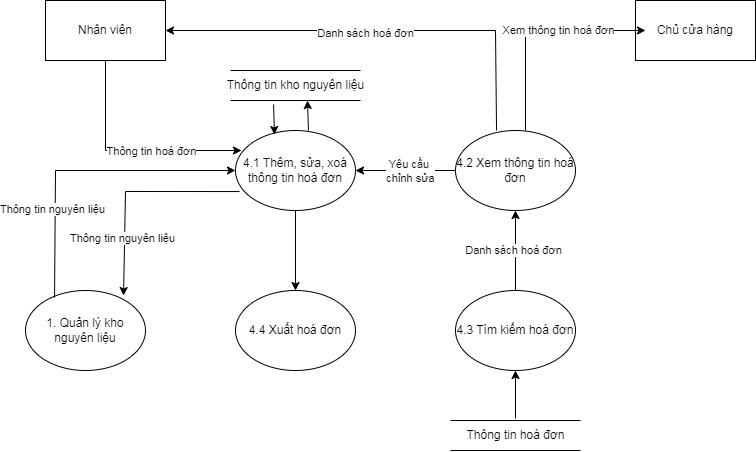 Nhân viên
Danh sách hoá đơn
Xem thông tin hoá đơn
Chủ cửa hàng
Thông tin kho nguyên liệu
Thông tin hoá đơn
4.1 Thêm, sửa, xoá
thông tin hoá đơn
Yêu cầu
chỉnh sửa
4.2 Xem thông tin hoá
đơn
Thông tin nguyên liệu
Thông tin nguyên liệu
Danh sách hoá đơn
1. Quản lý kho
nguyên liệu
4.4 Xuất hoá đơn
4.3 Tìm kiếm hoá đơn
Thông tin hoá đơn